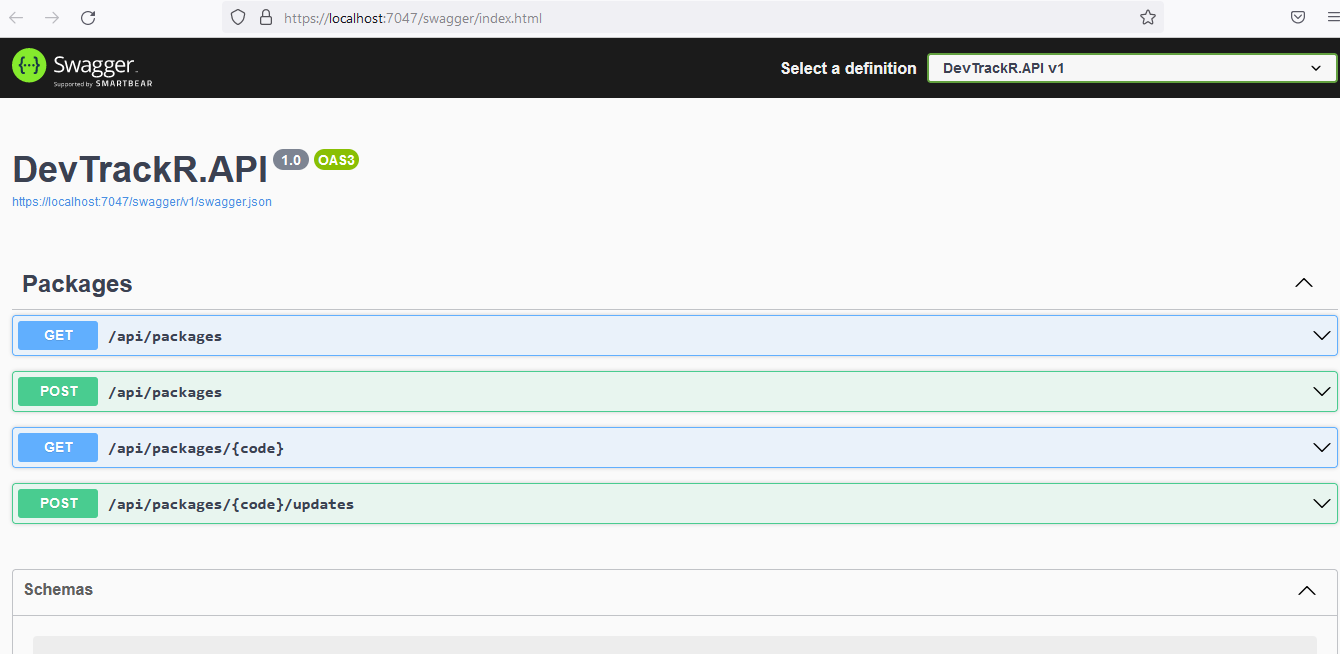 https://localhost:7047/swagger/index.html
{···} Swagger
Supported by SMARTBEAR
Select a definition
DevTrackR.API v1
DevTrackR.API 1.0 OAS3
https://localhost:7047/swagger/v1/swagger.json
Packages
GET /api/packages
POST /api/packages
GET /api/packages/{code}
POST /api/packages/{code}/updates
Schemas